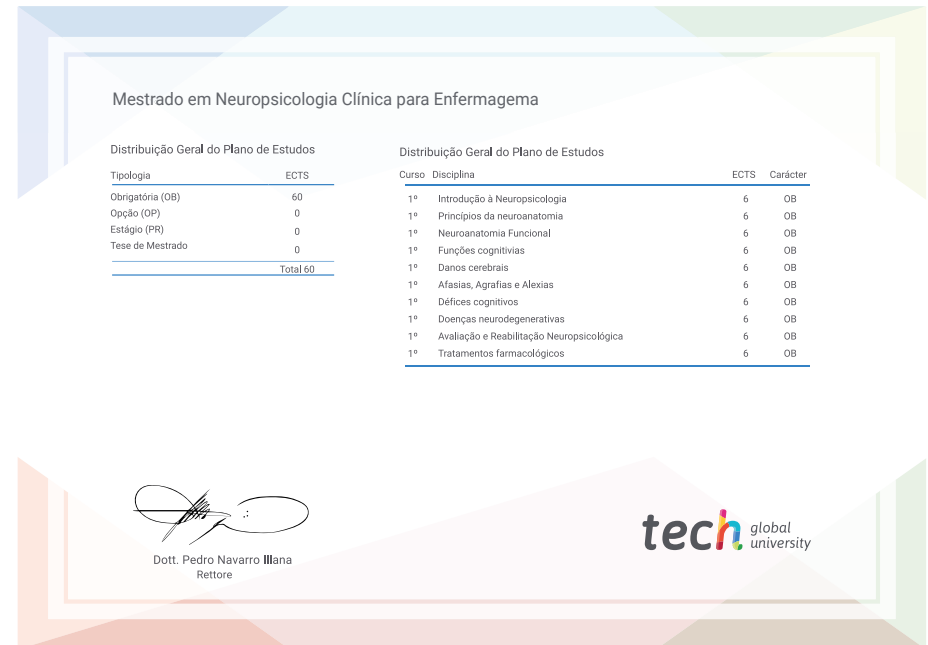 Mestrado em Neuropsicologia Clínica para Enfermagema
Distribuição Geral do Plano de Estudos
Tipologia ECTS
Obrigatória (OB) 60
Opção (OP) 0
Estágio (PR) 0
Tese de Mestrado 0
Total 60
Distribuição Geral do Plano de Estudos
Curso Disciplina ECTS Carácter
1º Introdução à Neuropsicologia 6 OB
1º Princípios da neuroanatomia 6 OB
1º Neuroanatomia Funcional 6 OB
1º Funções cognitivias 6 OB
1º Danos cerebrais 6 OB
1º Afasias, Agrafias e Alexias 6 OB
1º Défices cognitivos 6 OB
1º Doenças neurodegenerativas 6 OB
1º Avaliação e Reabilitação Neuropsicológica 6 OB
1º Tratamentos farmacológicos 6 OB
Dott. Pedro Navarro Illana
Rettore
tech global
university